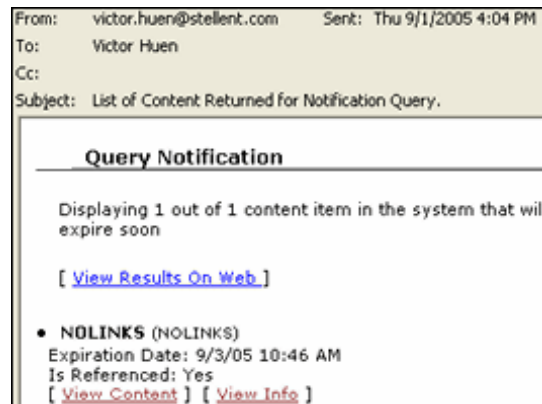 From: victor.huen@stellent.com Sent: Thu 9/1/2005 4:04 PM
To: Victor Huen
Cc:
Subject: List of Content Returned for Notification Query.
Query Notification
Displaying 1 out of 1 content item in the system that wil
expire soon
[ View Results On Web ]
• NOLINKS (NOLINKS)
Expiration Date: 9/3/05 10:46 AM
Is Referenced: Yes
[ View Content ] [ View Info ]